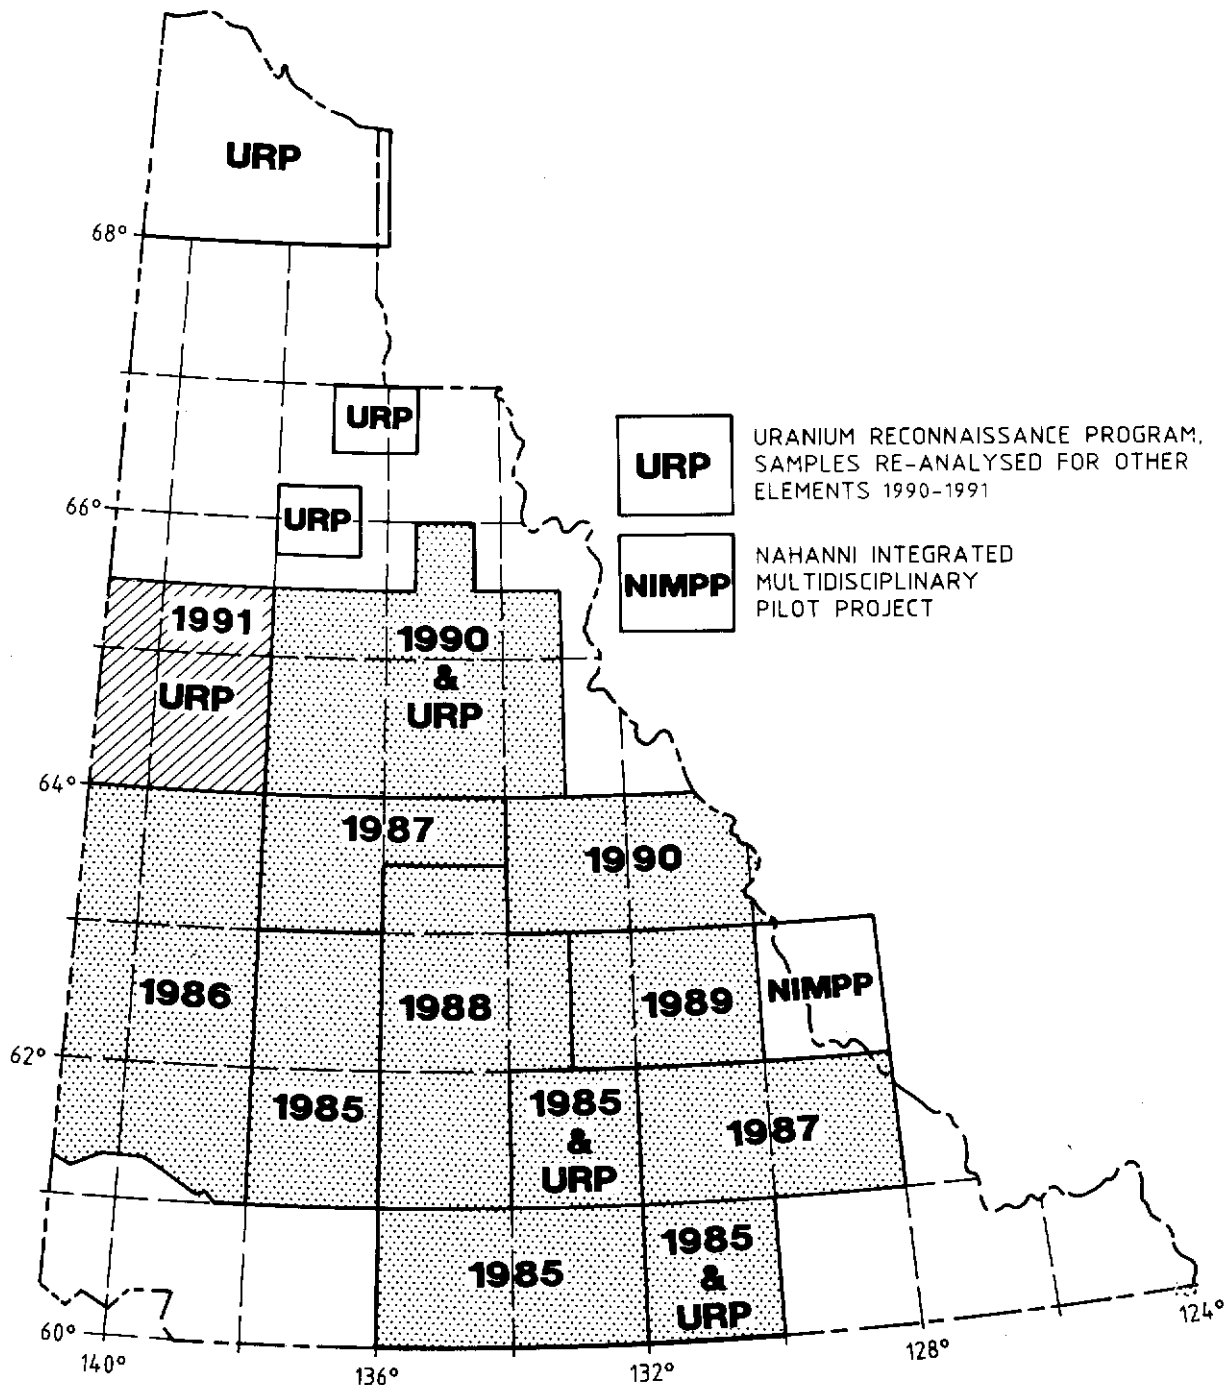 URP
68°
URP
URP
66°
URP
URANIUM RECONNAISSANCE PROGRAM,
SAMPLES RE-ANALYSED FOR OTHER
ELEMENTS 1990-1991
NIMPP
NAHANNI INTEGRATED
MULTIDISCIPLINARY
PILOT PROJECT
1991
URP
1990
&
URP
64°
1987
1990
1986
1988
1989
NIMPP
62°
1985
1985
&
URP
1987
1985
1985
&
URP
60°
140°
136°
132°
128°
124°